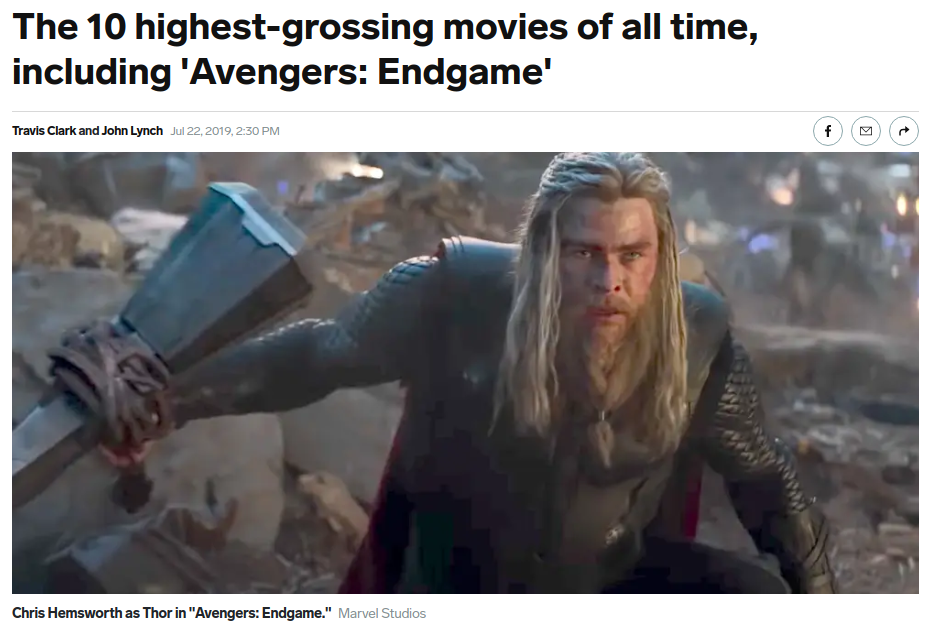 The 10 highest-grossing movies of all time,
including 'Avengers: Endgame'
Travis Clark and John Lynch Jul 22, 2019, 2:30 PM
Chris Hemsworth as Thor in "Avengers: Endgame." Marvel Studios